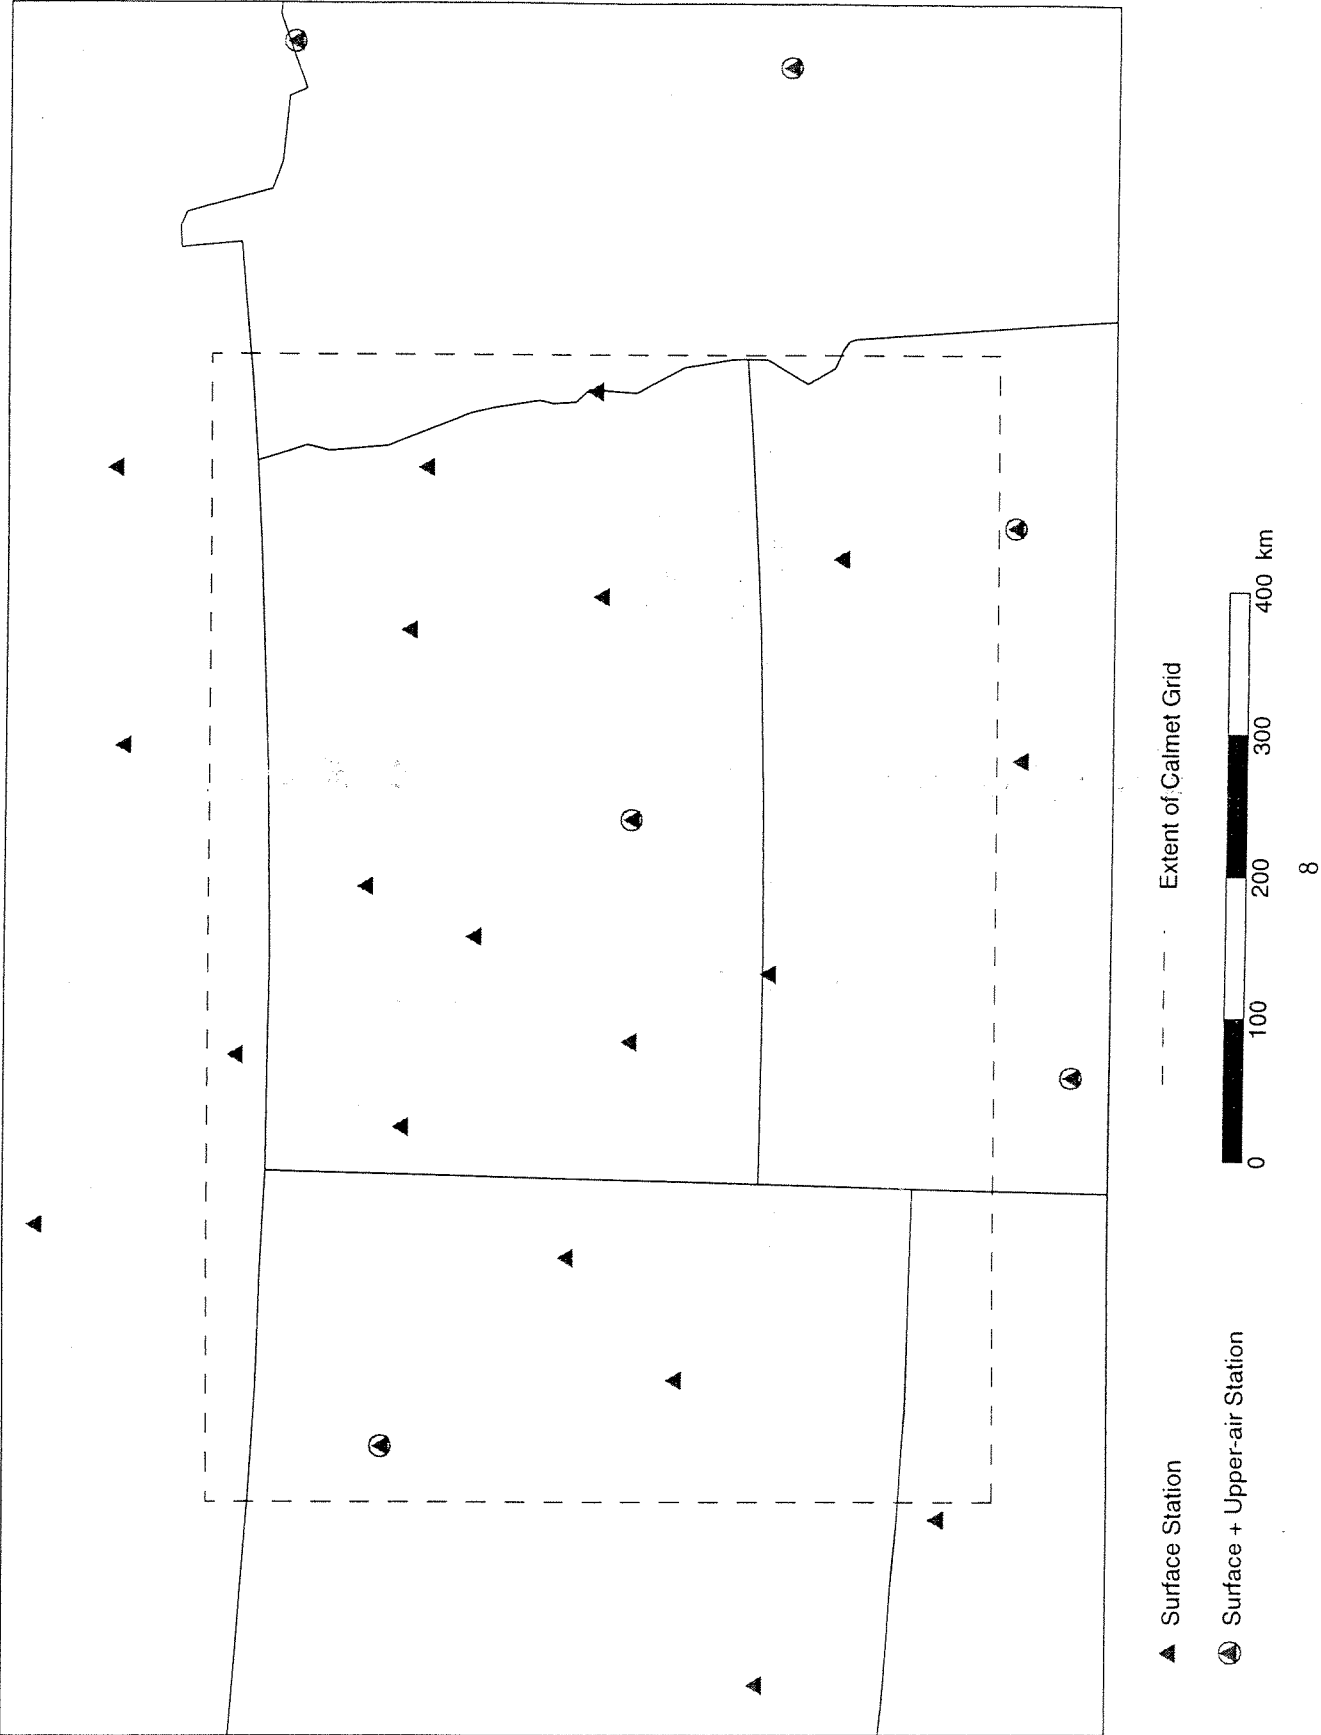 ▲ Surface Station
Surface + Upper-air Station
Extent of Calmet Grid
0 100 200 300 400 km
8